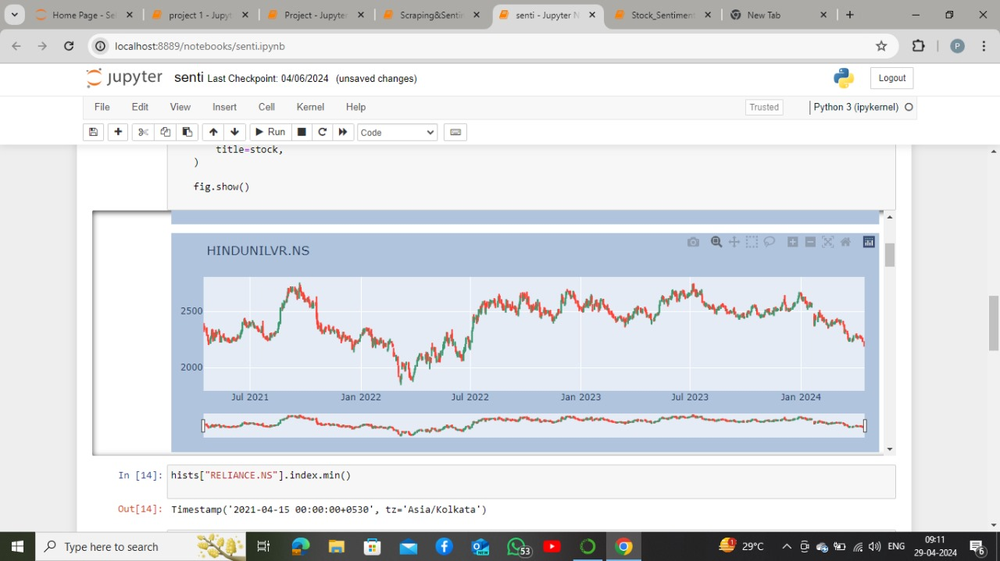 Home Page - Se
project 1 - Jupyt
Project - Jupyter
Scraping&Sentin
senti - Jupyter N
Stock_Sentiment
New Tab
localhost:8889/notebooks/senti.ipynb
P
jupyter senti Last Checkpoint: 04/06/2024 (unsaved changes)
Logout
File Edit View Insert Cell Kernel Help
Trusted
Python 3 (ipykernel)
Run
Code
title=stock,
)
fig.show()
HINDUNILVR.NS
2500
2000
Jul 2021 Jan 2022 Jul 2022 Jan 2023 Jul 2023 Jan 2024
In [14]: hists["RELIANCE.NS"].index.min()
Out[14]: Timestamp('2021-04-15 00:00:00+0530', tz='Asia/Kolkata')
Type here to search
NEW
53
1
29°C
ENG
09:11
29-04-2024
6